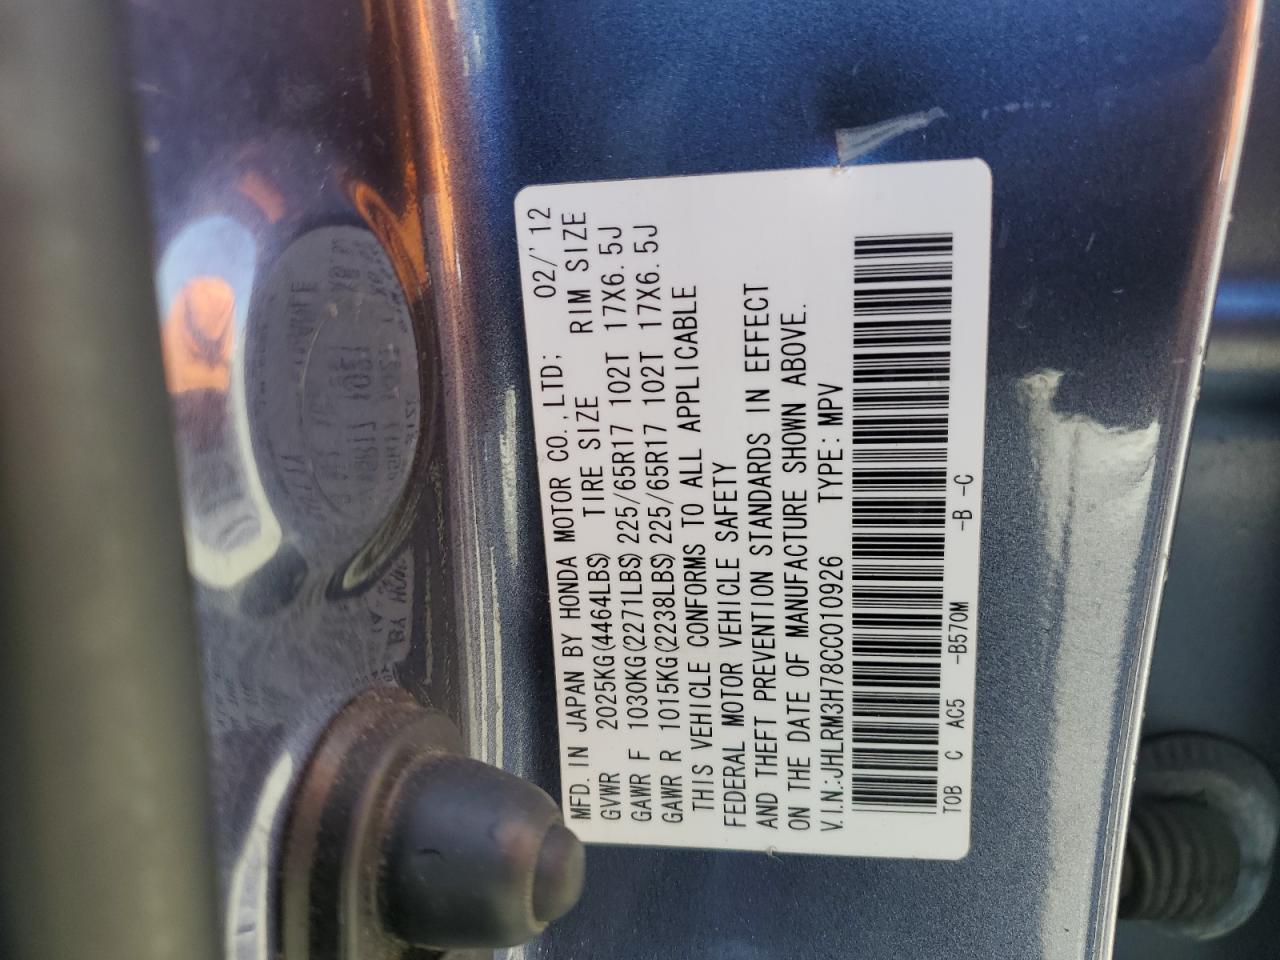 MFD. IN JAPAN BY HONDA MOTOR CO., LTD; 02/'12
GVWR 2025KG(4464LBS) TIRE SIZE RIM SIZE
GAWR F 1030KG(2271LBS) 225/65R17 102T 17X6.5J
GAWR R 1015KG(2238LBS) 225/65R17 102T 17X6.5J
THIS VEHICLE CONFORMS TO ALL APPLICABLE
FEDERAL MOTOR VEHICLE SAFETY
AND THEFT PREVENTION STANDARDS IN EFFECT
ON THE DATE OF MANUFACTURE SHOWN ABOVE.
V.I.N.:JHLRM3H78CC010926 TYPE:MPV
T0B C AC5 -B570M -B -C